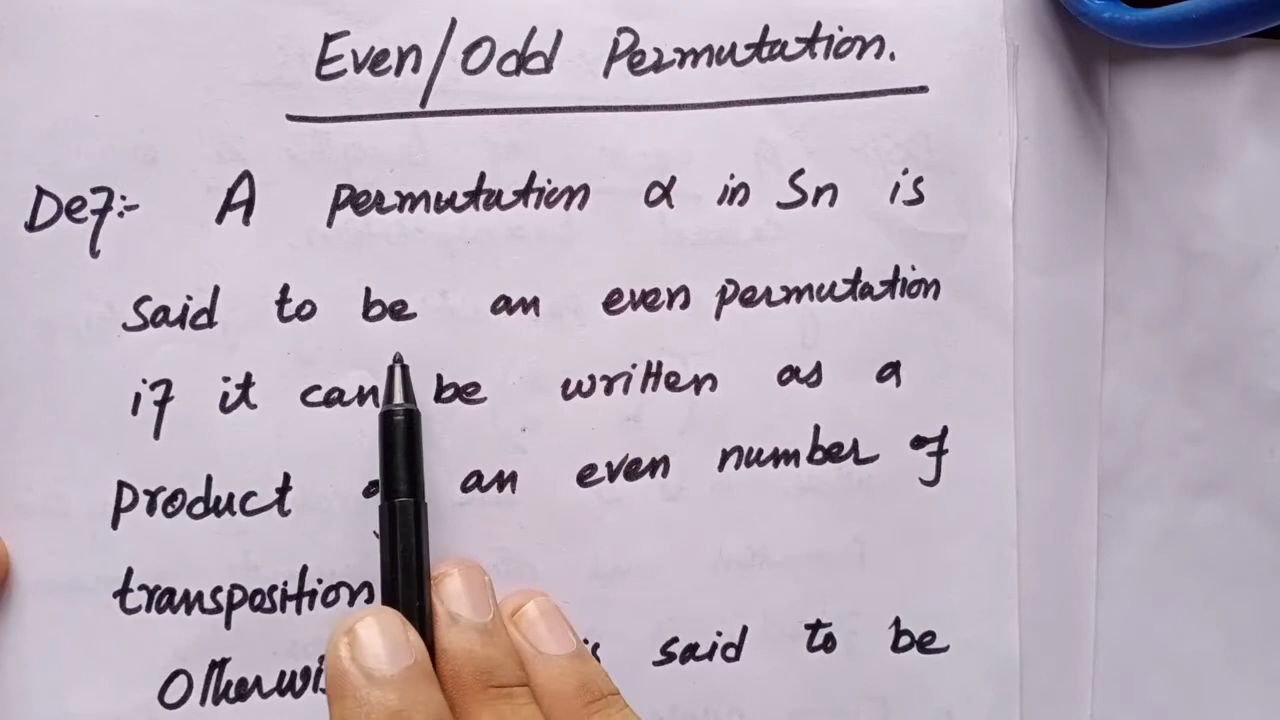 Even/Odd Permutation.
Def:- A permutation α in Sn is
said to be an even permutation
if it can be written as a
product an even number of
transposition
said to be